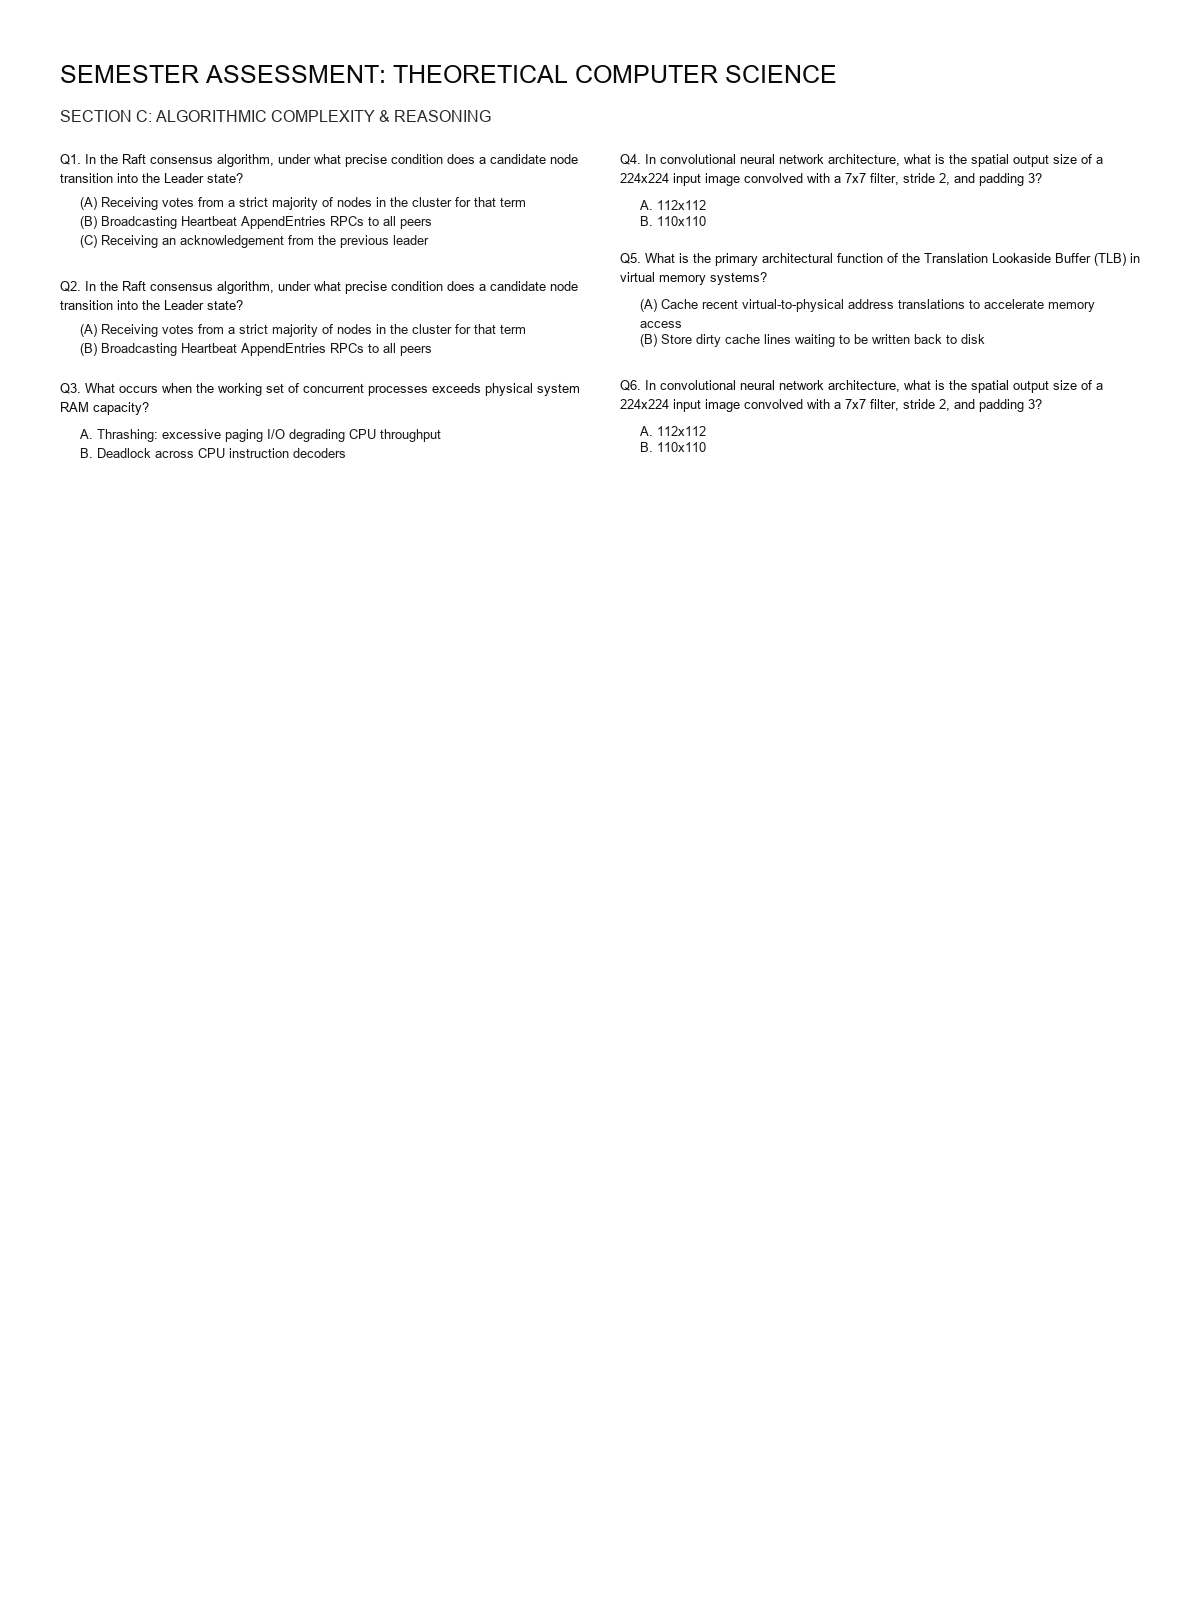 SEMESTER ASSESSMENT: THEORETICAL COMPUTER SCIENCE
SECTION C: ALGORITHMIC COMPLEXITY & REASONING
Q1. In the Raft consensus algorithm, under what precise condition does a candidate node
transition into the Leader state?
(A) Receiving votes from a strict majority of nodes in the cluster for that term
(B) Broadcasting Heartbeat AppendEntries RPCs to all peers
(C) Receiving an acknowledgement from the previous leader
Q2. In the Raft consensus algorithm, under what precise condition does a candidate node
transition into the Leader state?
(A) Receiving votes from a strict majority of nodes in the cluster for that term
(B) Broadcasting Heartbeat AppendEntries RPCs to all peers
Q3. What occurs when the working set of concurrent processes exceeds physical system
RAM capacity?
A. Thrashing: excessive paging I/O degrading CPU throughput
B. Deadlock across CPU instruction decoders
Q4. In convolutional neural network architecture, what is the spatial output size of a
224x224 input image convolved with a 7x7 filter, stride 2, and padding 3?
A. 112x112
B. 110x110
Q5. What is the primary architectural function of the Translation Lookaside Buffer (TLB) in
virtual memory systems?
(A) Cache recent virtual-to-physical address translations to accelerate memory
access
(B) Store dirty cache lines waiting to be written back to disk
Q6. In convolutional neural network architecture, what is the spatial output size of a
224x224 input image convolved with a 7x7 filter, stride 2, and padding 3?
A. 112x112
B. 110x110